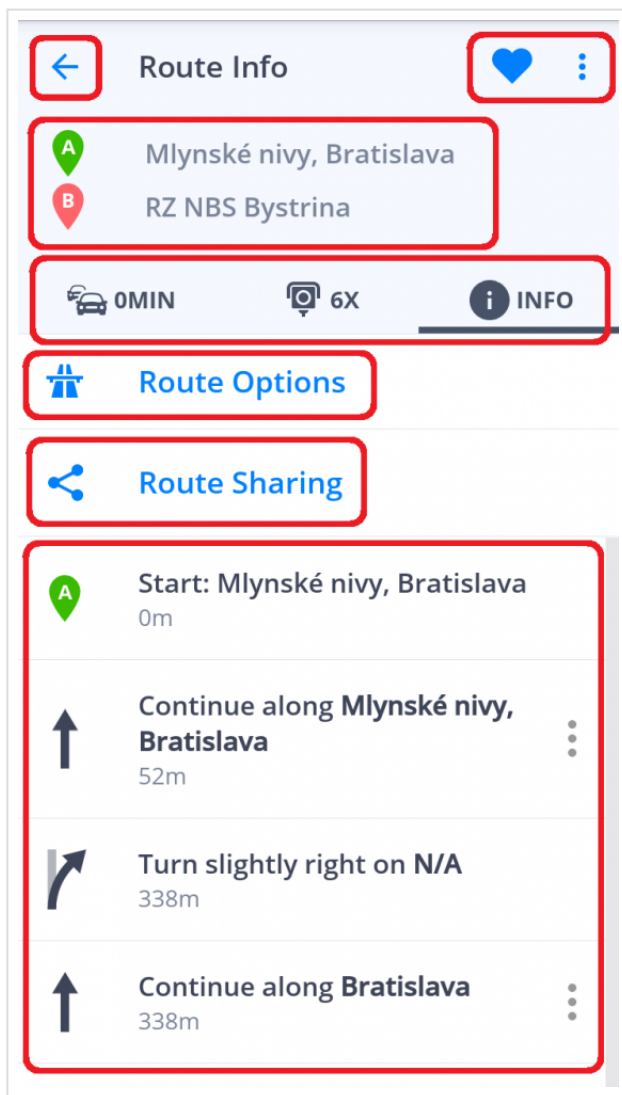 Route Info
A
Mlynské nivy, Bratislava
B
RZ NBS Bystrina
0MIN
6X
i INFO
Route Options
Route Sharing
A
Start: Mlynské nivy, Bratislava
0m
Continue along Mlynské nivy,
Bratislava
52m
Turn slightly right on N/A
338m
Continue along Bratislava
338m